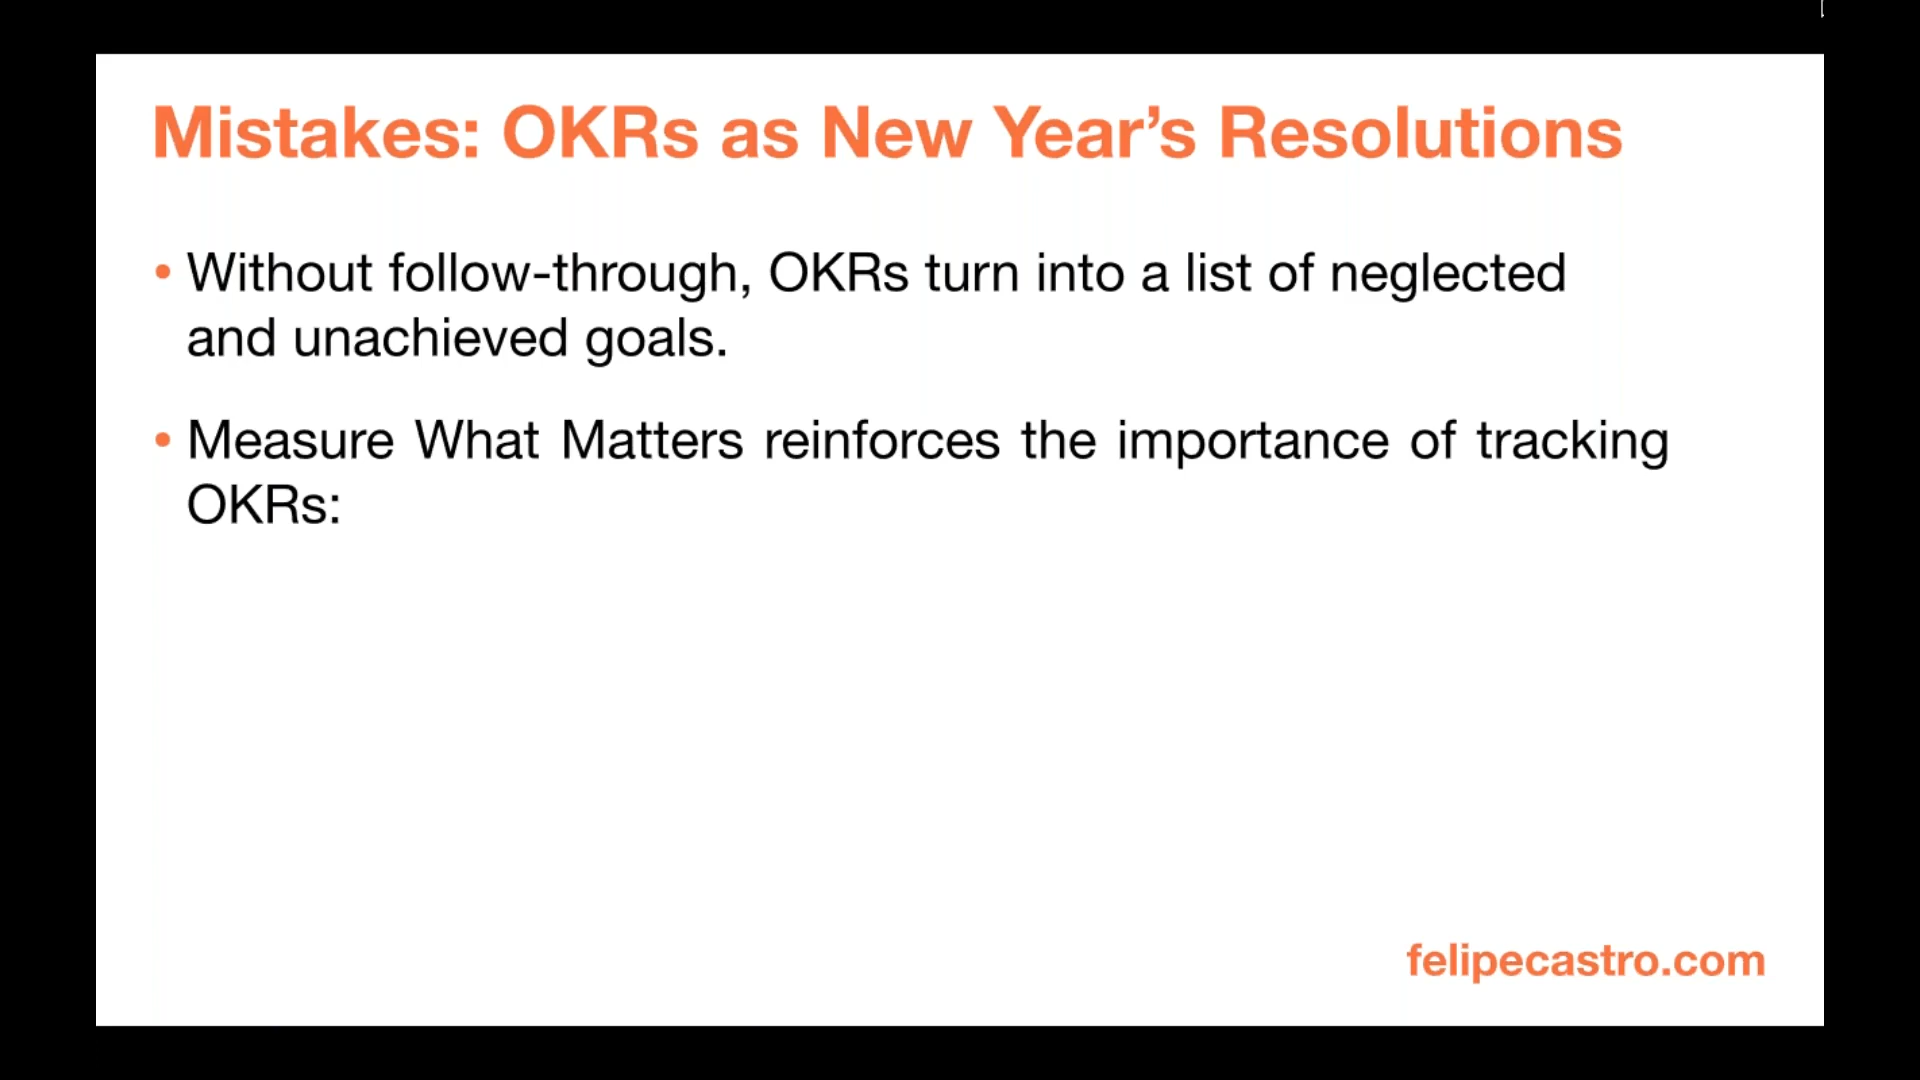 Mistakes: OKRs as New Year’s Resolutions
• Without follow-through, OKRs turn into a list of neglected
and unachieved goals.
• Measure What Matters reinforces the importance of tracking
OKRs:
felipecastro.com